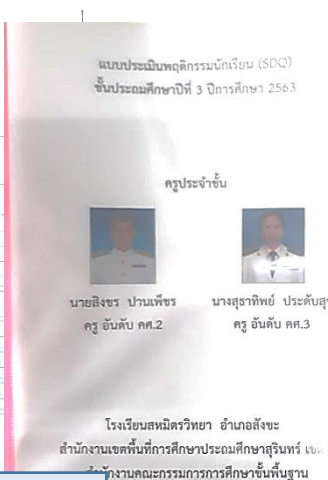 แบบประเมินพฤติกรรมนักเรียน (SDQ)
ชั้นประถมศึกษาปีที่ 3 ปีการศึกษา 2563
ครูประจำชั้น
นายสิงขร ปานเพ็ชร
นางสุธาทิพย์ ประดับสุข
ครู อันดับ คศ.2
ครู อันดับ คศ.3
โรงเรียนสหมิตรวิทยา อำเภอสังขะ
สำนักงานเขตพื้นที่การศึกษาประถมศึกษาสุรินทร์ เขต
สำนักงานคณะกรรมการการศึกษาขั้นพื้นฐาน